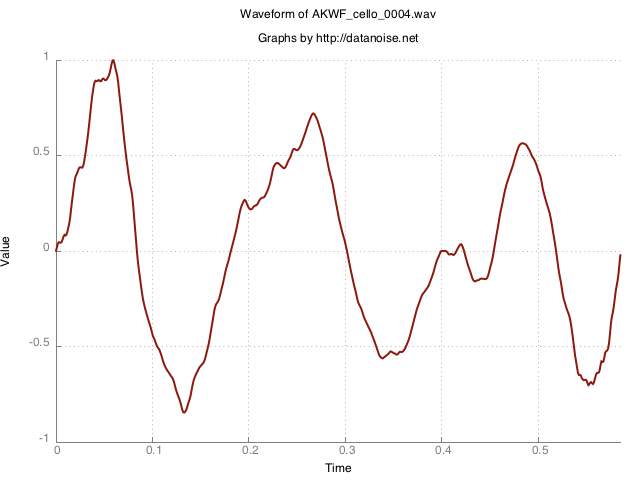 Waveform of AKWF_cello_0004.wav
Graphs by http://datanoise.net
1
0.5
0
-0.5
-1
Value
0 0.1 0.2 0.3 0.4 0.5
Time